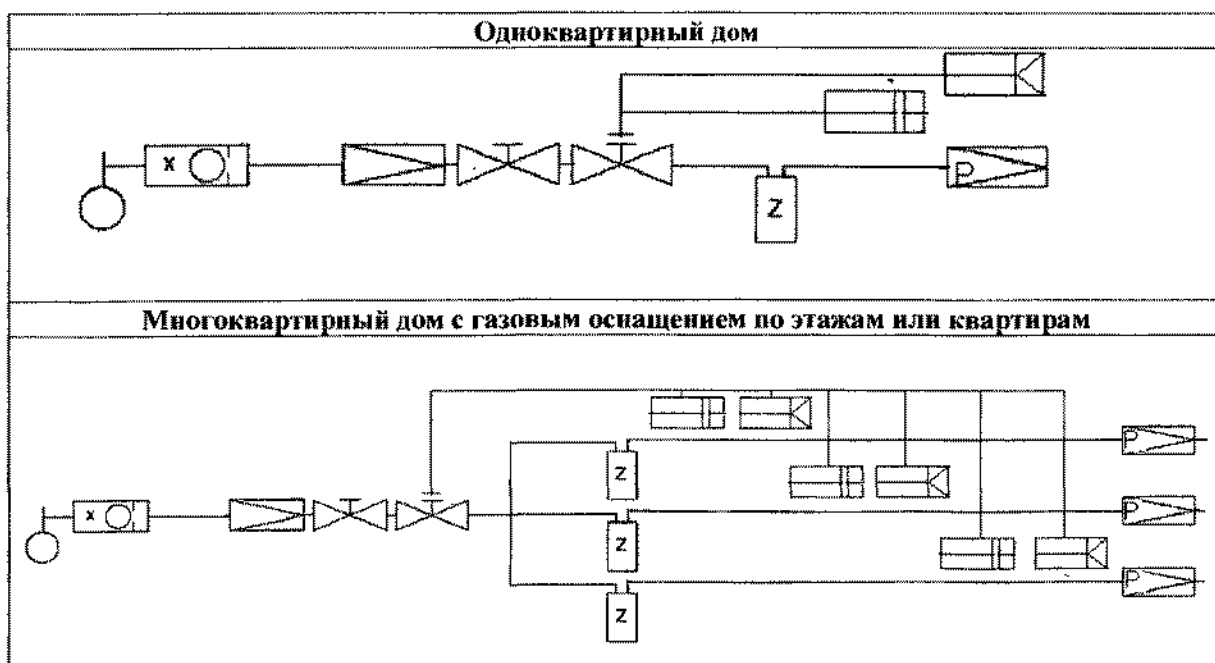 Одноквартирный дом
x
Z
P
Многоквартирный дом с газовым оснащением по этажам или квартирам
P
Z
x
P
Z
P
Z